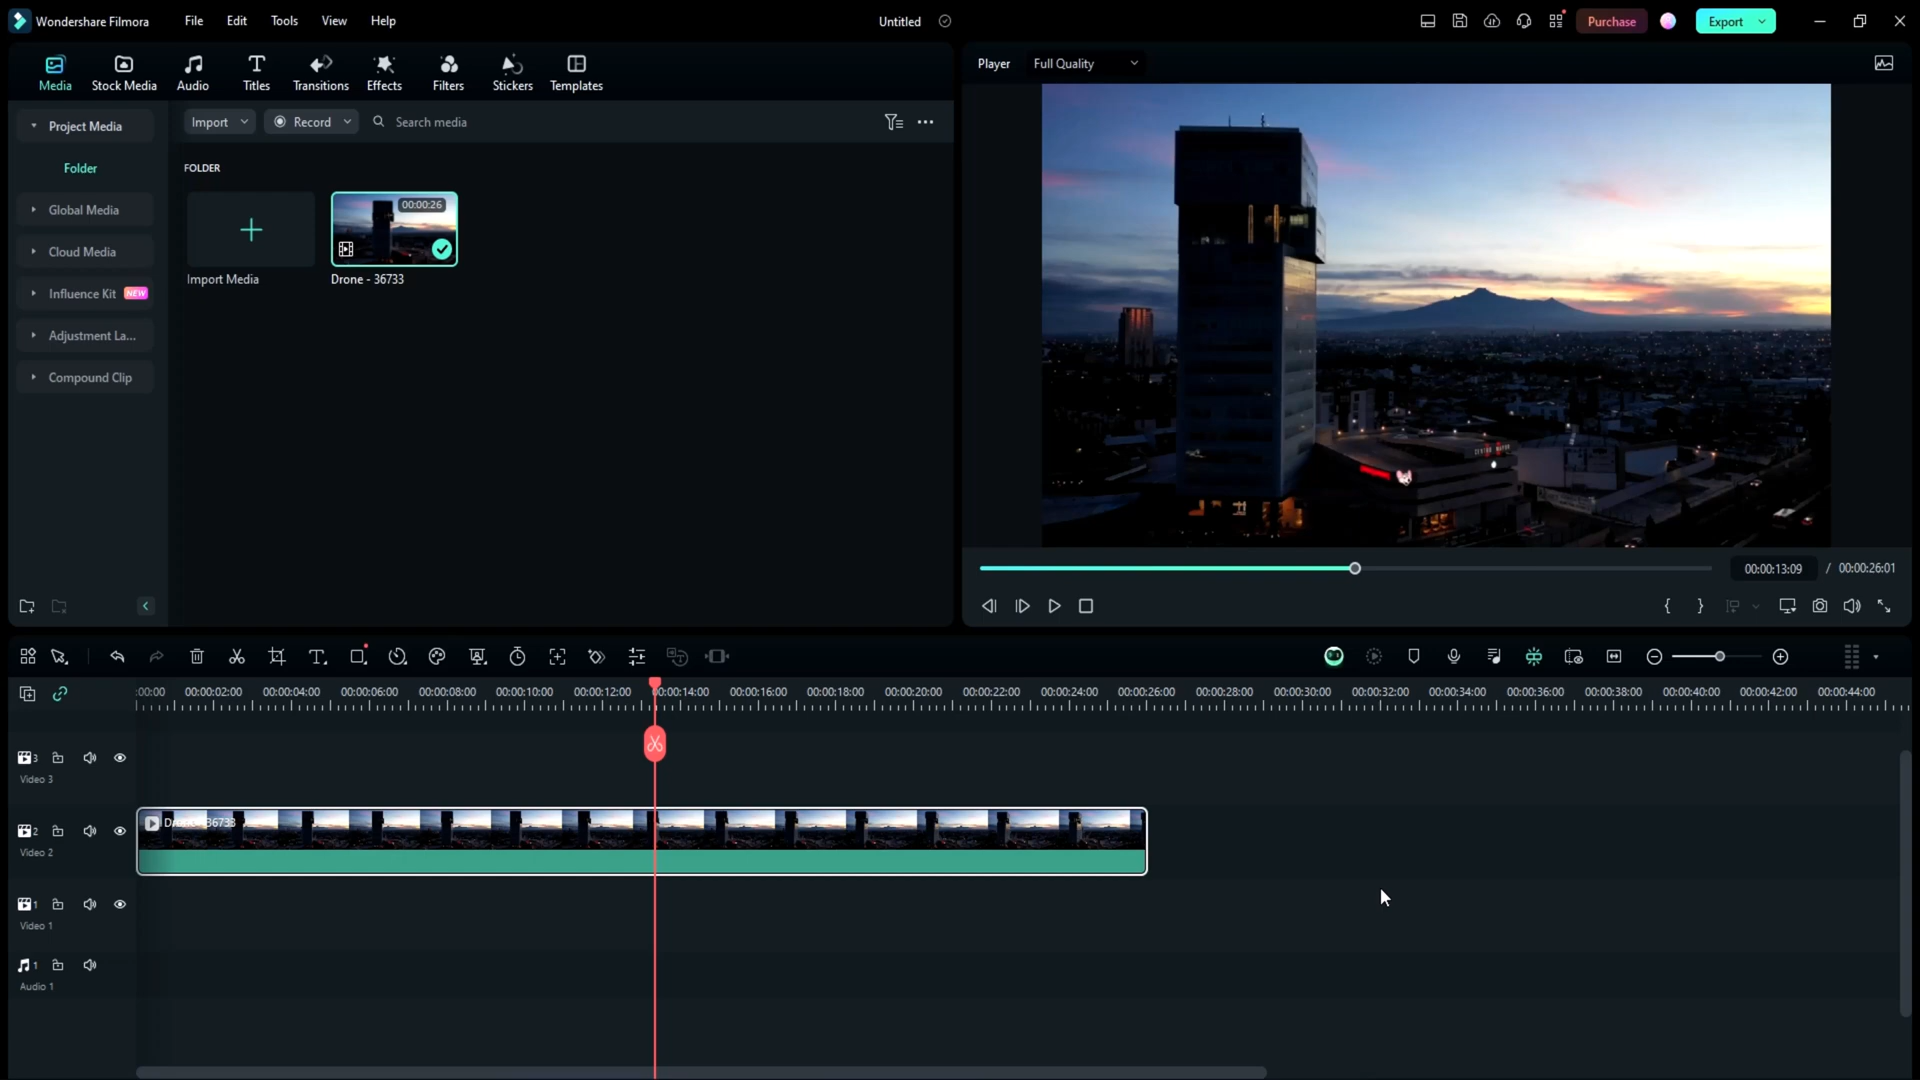 Wondershare Filmora
File
Edit
Tools
View
Help
Untitled
Purchase
Export
Media
Stock Media
Audio
Titles
Transitions
Effects
Filters
Stickers
Templates
Player
Full Quality
Project Media
Folder
Global Media
Cloud Media
Influence Kit NEW
Adjustment La...
Compound Clip
Import
Record
Search media
FOLDER
00:00:26
Import Media
Drone - 36733
00:00:13:09 / 00:00:26:01
:00:00 00:00:02:00 00:00:04:00 00:00:06:00 00:00:08:00 00:00:10:00 00:00:12:00 00:00:14:00 00:00:16:00 00:00:18:00 00:00:20:00 00:00:22:00 00:00:24:00 00:00:26:00 00:00:28:00 00:00:30:00 00:00:32:00 00:00:34:00 00:00:36:00 00:00:38:00 00:00:40:00 00:00:42:00 00:00:44:00
3
Video 3
2
Video 2
1
Video 1
1
Audio 1